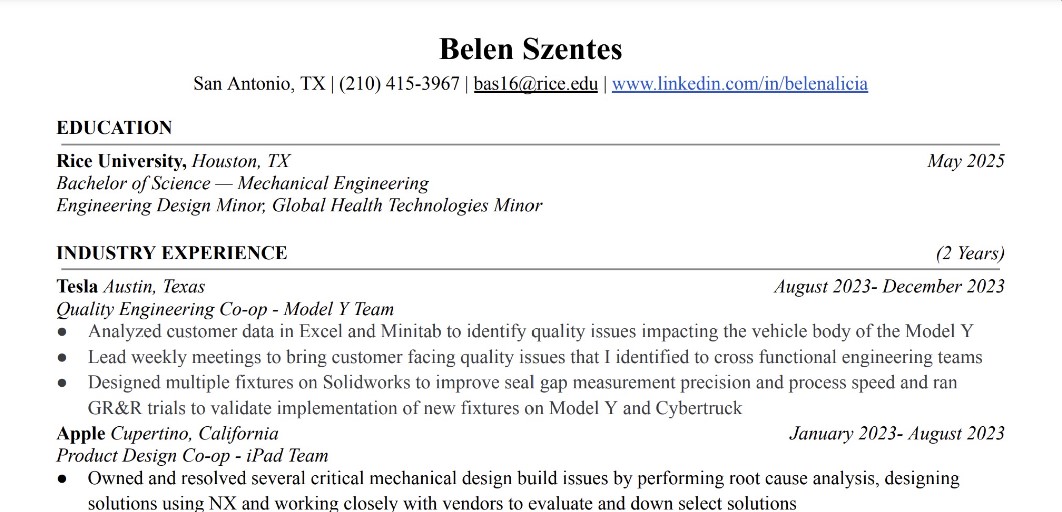 Belen Szentes
San Antonio, TX | (210) 415-3967 | bas16@rice.edu | www.linkedin.com/in/belenalicia
EDUCATION
Rice University, Houston, TX May 2025
Bachelor of Science — Mechanical Engineering
Engineering Design Minor, Global Health Technologies Minor
INDUSTRY EXPERIENCE (2 Years)
Tesla Austin, Texas August 2023- December 2023
Quality Engineering Co-op - Model Y Team
● Analyzed customer data in Excel and Minitab to identify quality issues impacting the vehicle body of the Model Y
● Lead weekly meetings to bring customer facing quality issues that I identified to cross functional engineering teams
● Designed multiple fixtures on Solidworks to improve seal gap measurement precision and process speed and ran
GR&R trials to validate implementation of new fixtures on Model Y and Cybertruck
Apple Cupertino, California January 2023- August 2023
Product Design Co-op - iPad Team
● Owned and resolved several critical mechanical design build issues by performing root cause analysis, designing
solutions using NX and working closely with vendors to evaluate and down select solutions